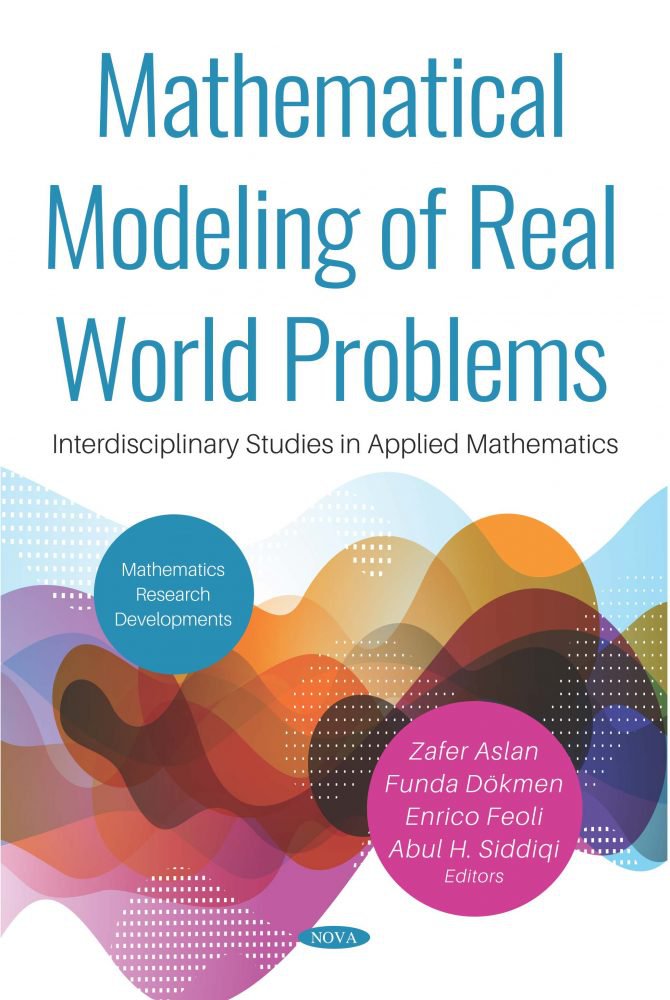 Mathematical
Modeling of Real
World Problems
Interdisciplinary Studies in Applied Mathematics
Mathematics
Research
Developments
Zafer Aslan
Funda Dökmen
Enrico Feoli
Abul H. Siddiqi
Editors
NOVA